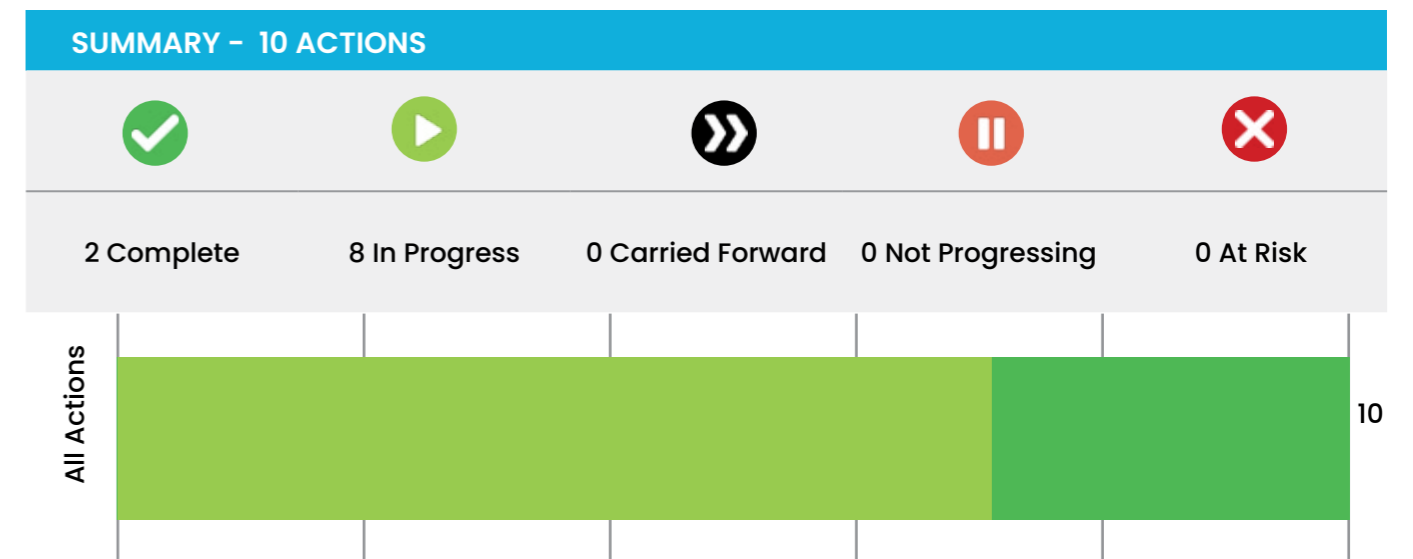 SUMMARY - 10 ACTIONS
2 Complete
8 In Progress
0 Carried Forward
0 Not Progressing
0 At Risk
All Actions
10